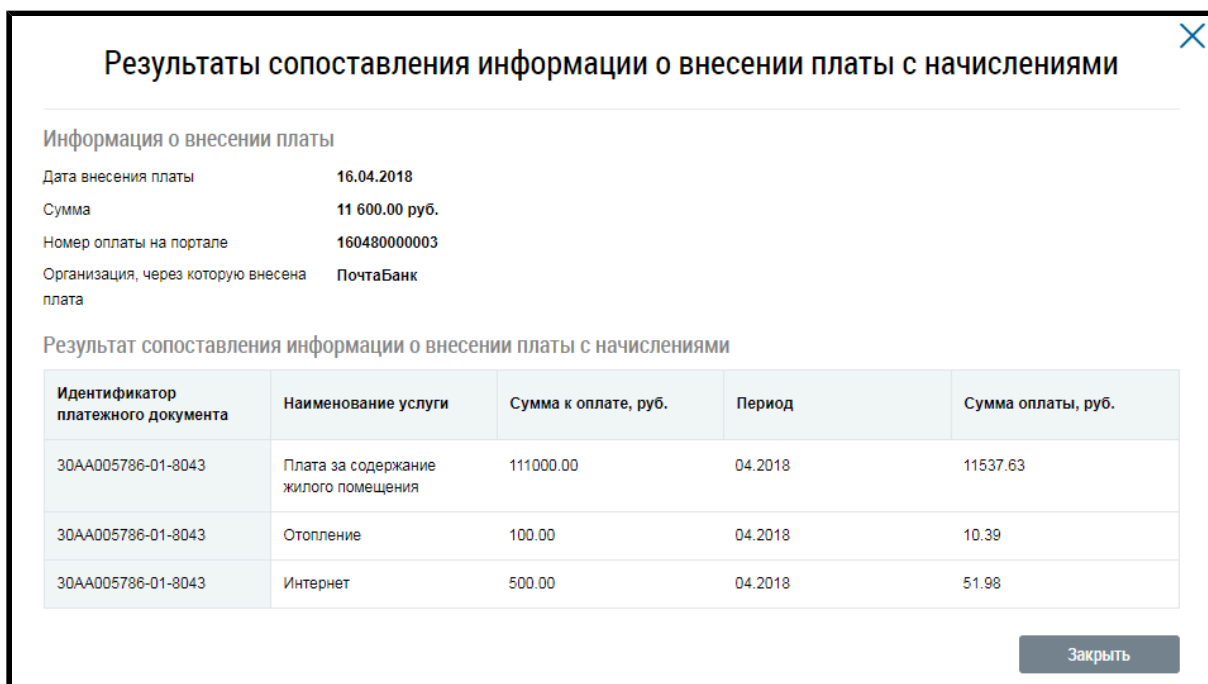 Результаты сопоставления информации о внесении платы с начислениями
Информация о внесении платы
Дата внесения платы 16.04.2018
Сумма 11 600.00 руб.
Номер оплаты на портале 160480000003
Организация, через которую внесена ПочтаБанк
плата
Результат сопоставления информации о внесении платы с начислениями
Идентификатор
платежного документа Наименование услуги Сумма к оплате, руб. Период Сумма оплаты, руб.
30АА005786-01-8043 Плата за содержание 111000.00 04.2018 11537.63
жилого помещения
30АА005786-01-8043 Отопление 100.00 04.2018 10.39
30АА005786-01-8043 Интернет 500.00 04.2018 51.98
Закрыть